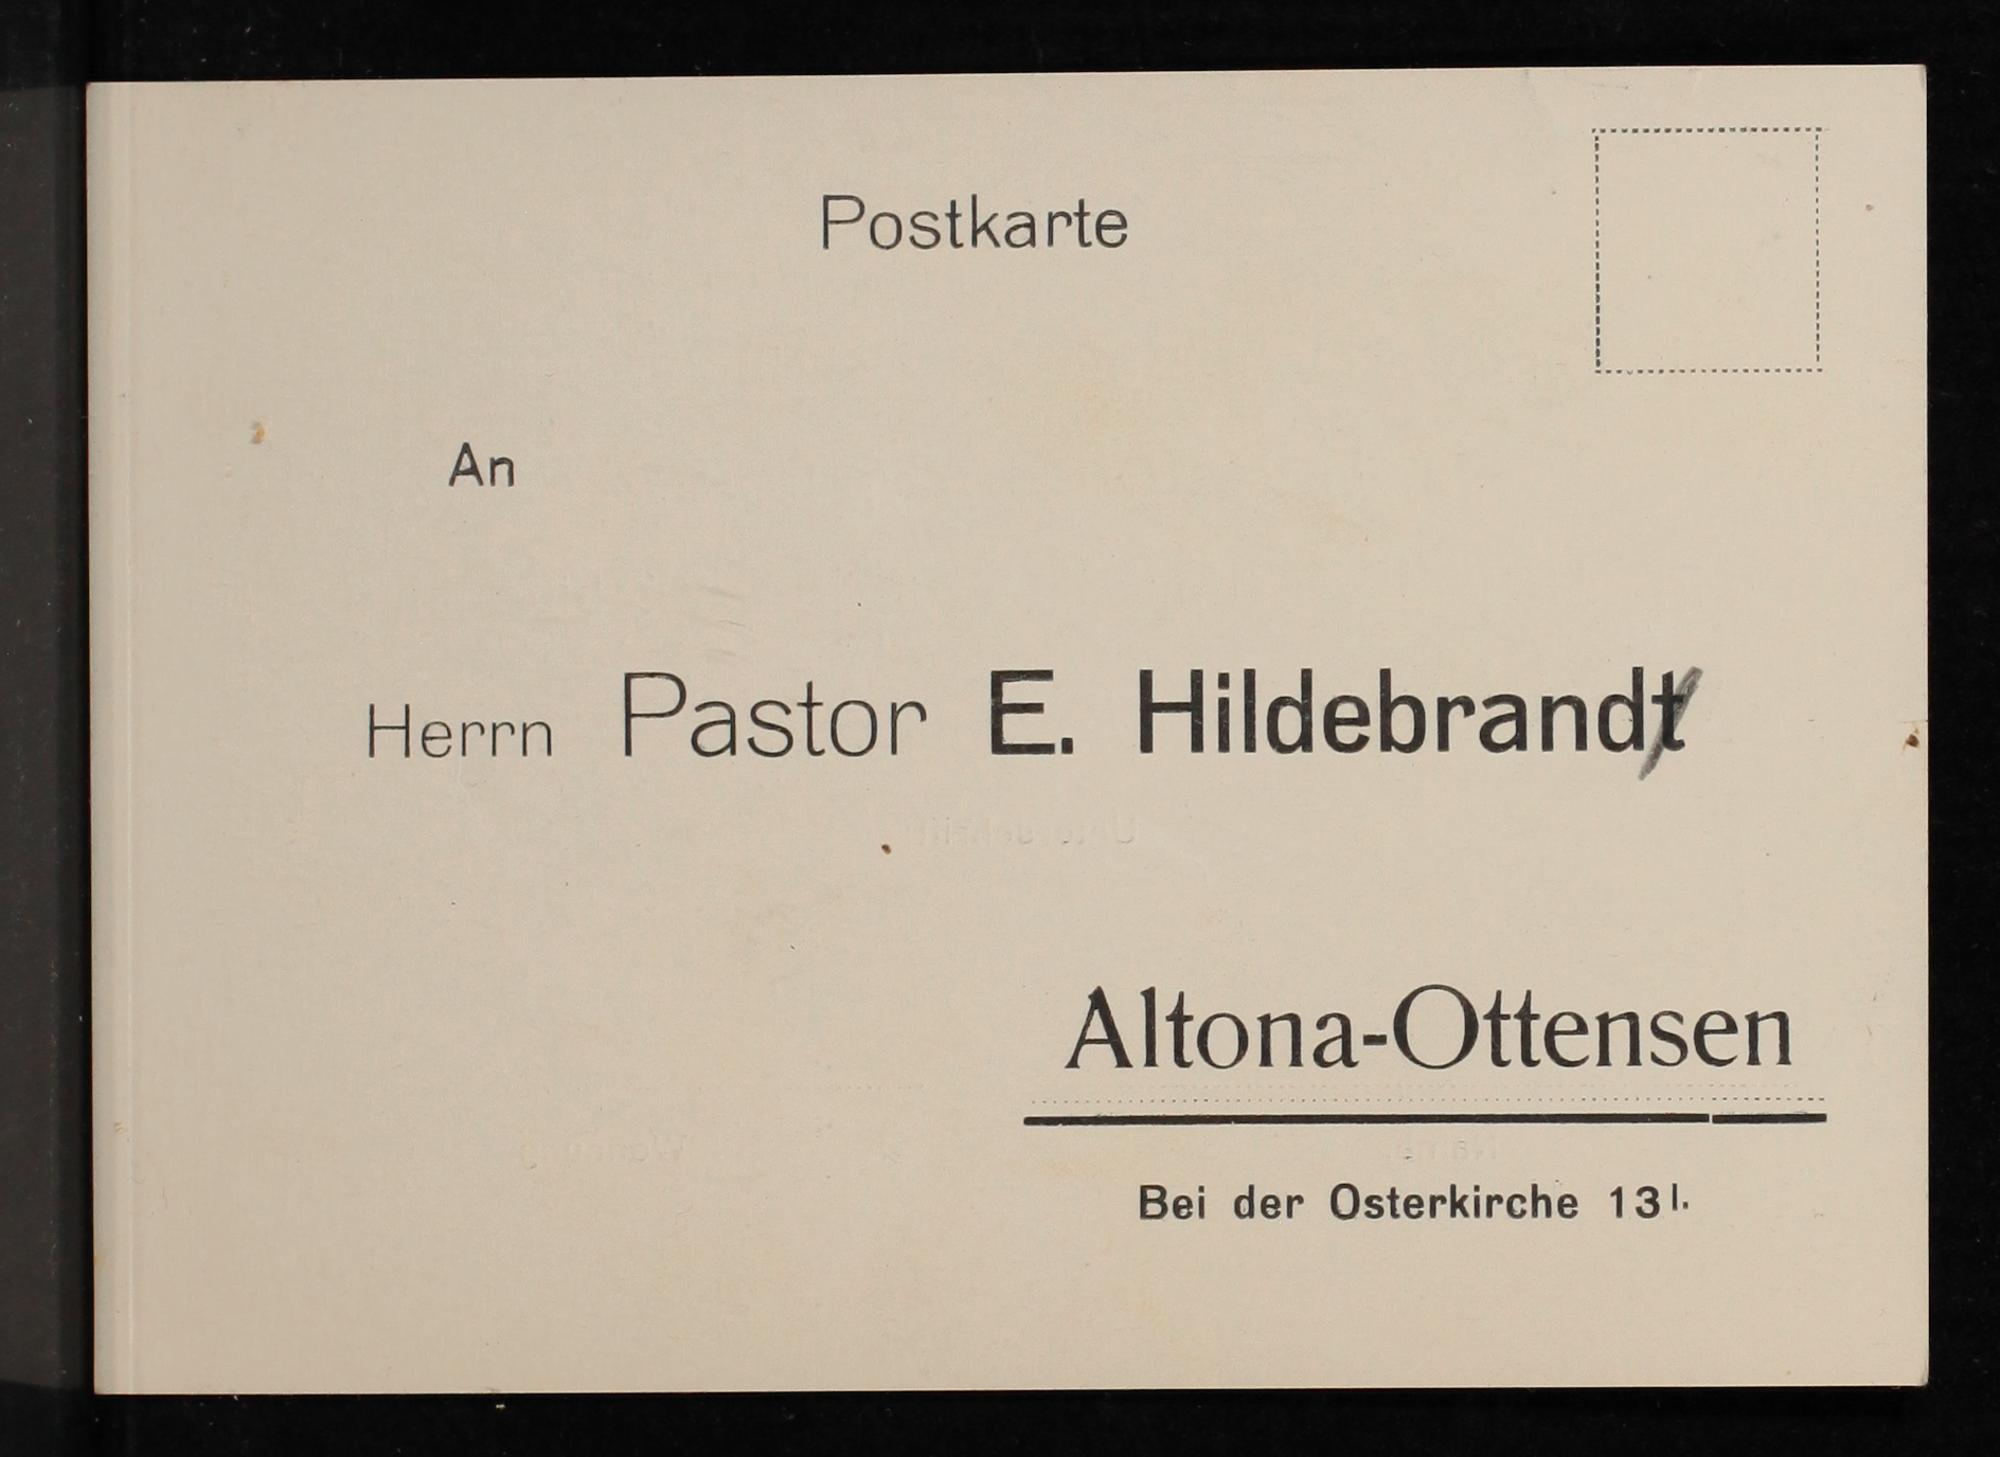 Postkarte
An
Herrn Pastor E. Hildebrandt
Altona-Ottensen
Bei der Osterkirche 13 I.